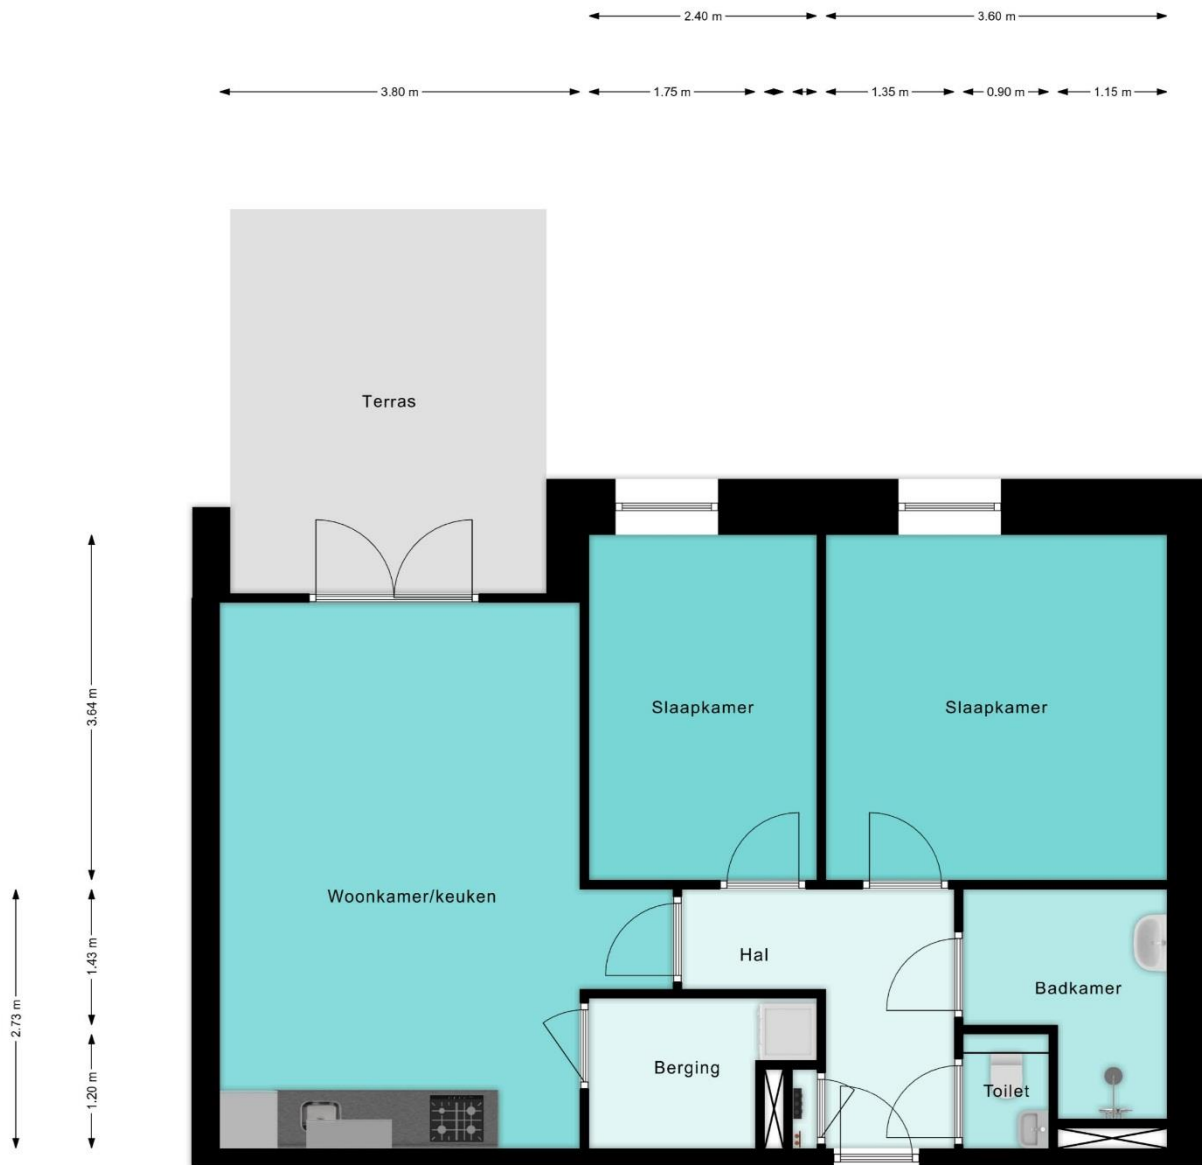 2.40 m
3.60 m
3.80 m
1.75 m
1.35 m
0.90 m
1.15 m
Terras
3.64 m
Slaapkamer
Slaapkamer
Woonkamer/keuken
1.43 m
2.73 m
Hal
Badkamer
Berging
1.20 m
Toilet